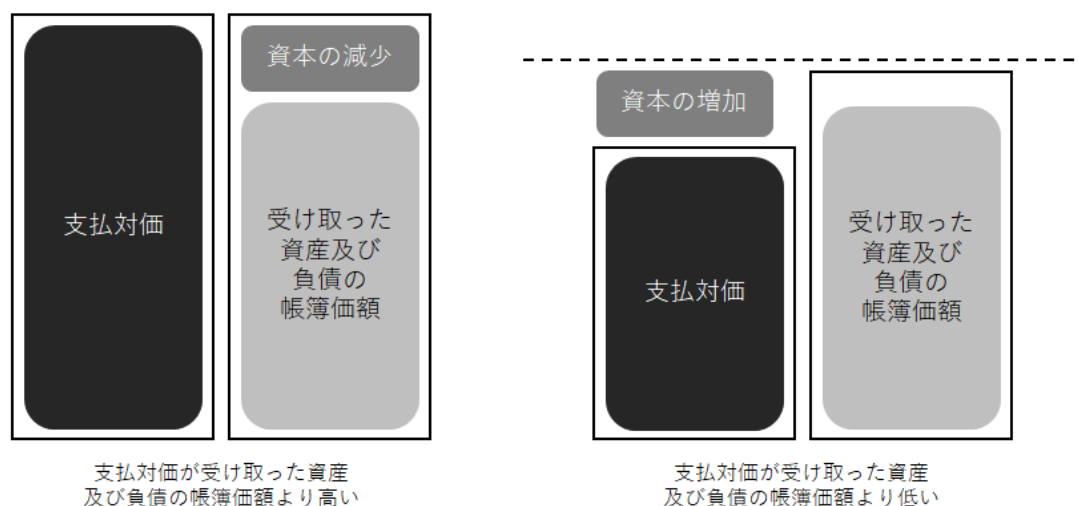 支払対価
資本の減少
受け取った
資産及び
負債の
帳簿価額
支払対価が受け取った資産
及び負債の帳簿価額より高い
資本の増加
支払対価
受け取った
資産及び
負債の
帳簿価額
支払対価が受け取った資産
及び負債の帳簿価額より低い